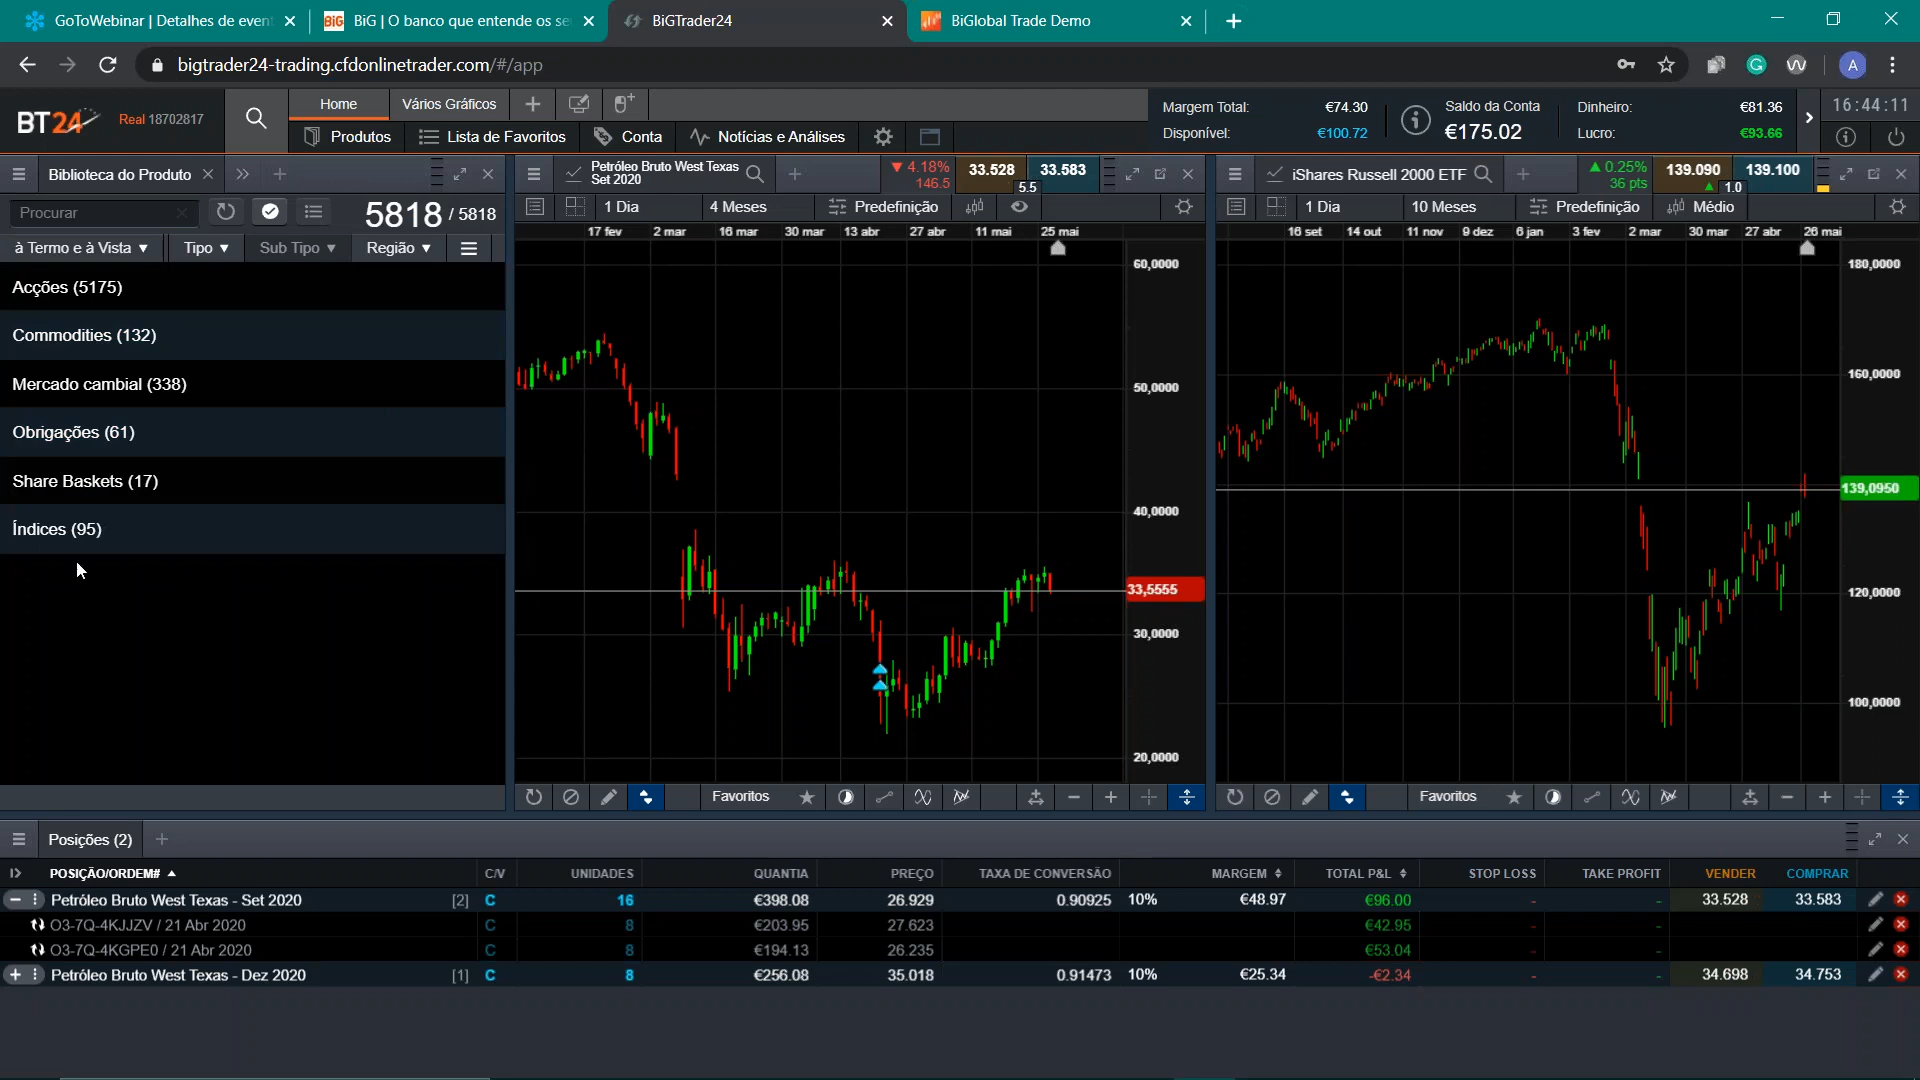 GoToWebinar | Detalhes de even
BiG | O banco que entende os se
BiGTrader24
BiGlobal Trade Demo
bigtrader24-trading.cfdonlinetrader.com/#/app
A
BT24
Real 18702817
Home
Vários Gráficos
Produtos
Lista de Favoritos
Conta
Notícias e Análises
Margem Total: €74.30
Disponível: €100.72
Saldo da Conta
€175.02
Dinheiro: €81.36
Lucro: €93.66
16:44:11
Biblioteca do Produto
Procurar
5818 / 5818
à Termo e à Vista
Tipo
Sub Tipo
Região
Acções (5175)
Commodities (132)
Mercado cambial (338)
Obrigações (61)
Share Baskets (17)
Índices (95)
Petróleo Bruto West Texas
Set 2020
4.18%
146.5
33.528
33.583
5.5
1 Dia
4 Meses
Predefinição
17 fev 2 mar 16 mar 30 mar 13 abr 27 abr 11 mai 25 mai
60,0000
50,0000
40,0000
33,5555
30,0000
20,0000
Favoritos
iShares Russell 2000 ETF
0.25%
36 pts
139.090
139.100
1.0
1 Dia
10 Meses
Predefinição
Médio
16 set 14 out 11 nov 9 dez 6 jan 3 fev 2 mar 30 mar 27 abr 26 mai
180,0000
160,0000
139,0950
120,0000
100,0000
Favoritos
Posições (2)
POSIÇÃO/ORDEM# C/V UNIDADES QUANTIA PREÇO TAXA DE CONVERSÃO MARGEM TOTAL P&L STOP LOSS TAKE PROFIT VENDER COMPRAR
Petróleo Bruto West Texas - Set 2020 [2] C 16 €398.08 26.929 0.90925 10% €48.97 €96.00 - - 33.528 33.583
O3-7Q-4KJJZV / 21 Abr 2020 C 8 €203.95 27.623 €42.95 - -
O3-7Q-4KGPE0 / 21 Abr 2020 C 8 €194.13 26.235 €53.04 - -
Petróleo Bruto West Texas - Dez 2020 [1] C 8 €256.08 35.018 0.91473 10% €25.34 -€2.34 - - 34.698 34.753